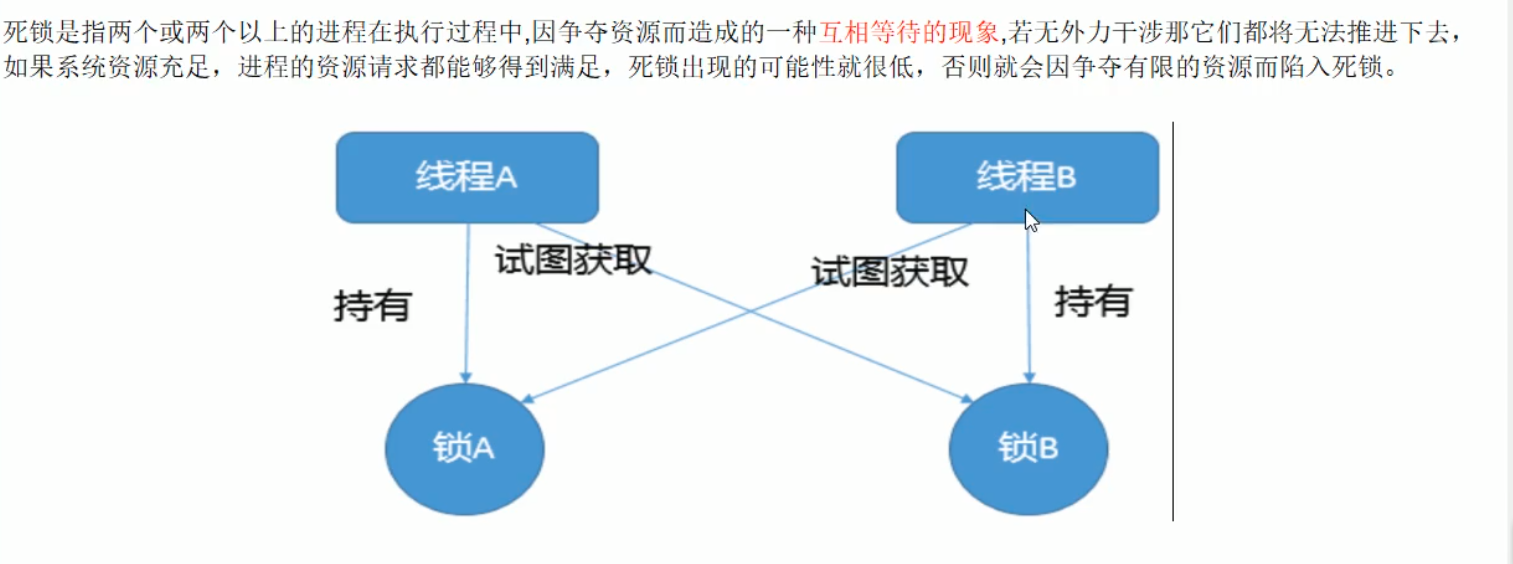 死锁是指两个或两个以上的进程在执行过程中,因争夺资源而造成的一种互相等待的现象,若无外力干涉那它们都将无法推进下去，
如果系统资源充足，进程的资源请求都能够得到满足，死锁出现的可能性就很低，否则就会因争夺有限的资源而陷入死锁。
线程A
线程B
试图获取
试图获取
持有
持有
锁A
锁B